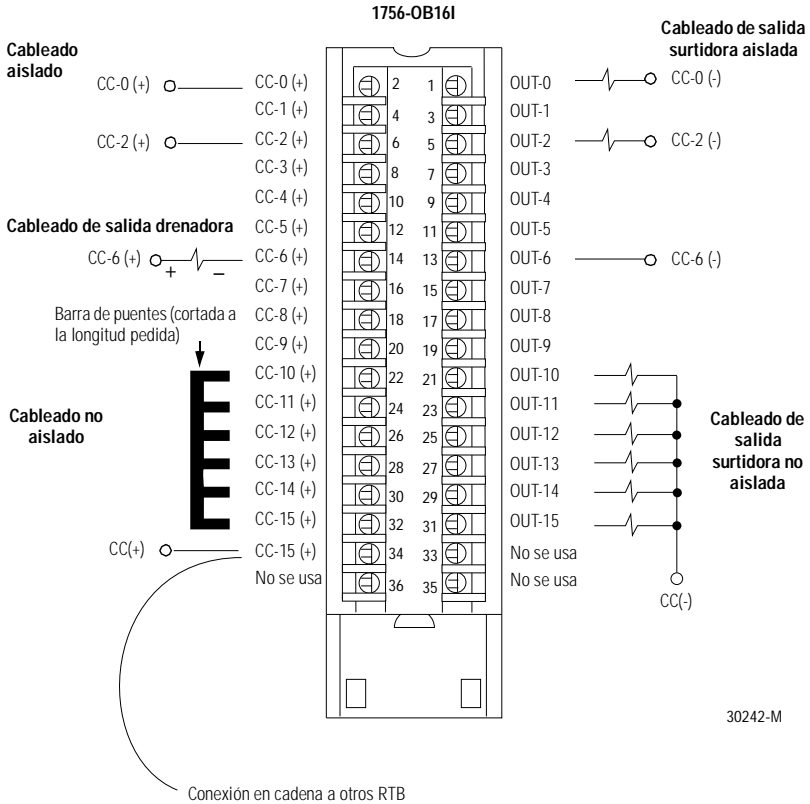 1756-OB16I
Cableado
aislado
Cableado de salida
surtidora aislada
CC-0 (+) CC-0 (+) 2 1 OUT-0 CC-0 (-)
CC-1 (+) 4 3 OUT-1
CC-2 (+) CC-2 (+) 6 5 OUT-2 CC-2 (-)
CC-3 (+) 8 7 OUT-3
CC-4 (+) 10 9 OUT-4
Cableado de salida drenadora
CC-5 (+) 12 11 OUT-5
CC-6 (+) + – CC-6 (+) 14 13 OUT-6 CC-6 (-)
CC-7 (+) 16 15 OUT-7
Barra de puentes (cortada a
la longitud pedida)
CC-8 (+) 18 17 OUT-8
CC-9 (+) 20 19 OUT-9
CC-10 (+) 22 21 OUT-10
CC-11 (+) 24 23 OUT-11
Cableado no
aislado
CC-12 (+) 26 25 OUT-12
CC-13 (+) 28 27 OUT-13
CC-14 (+) 30 29 OUT-14
CC-15 (+) 32 31 OUT-15
Cableado de
salida
surtidora no
aislada
CC(+) CC-15 (+) 34 33 No se usa
No se usa 36 35 No se usa
CC(-)
30242-M
Conexión en cadena a otros RTB